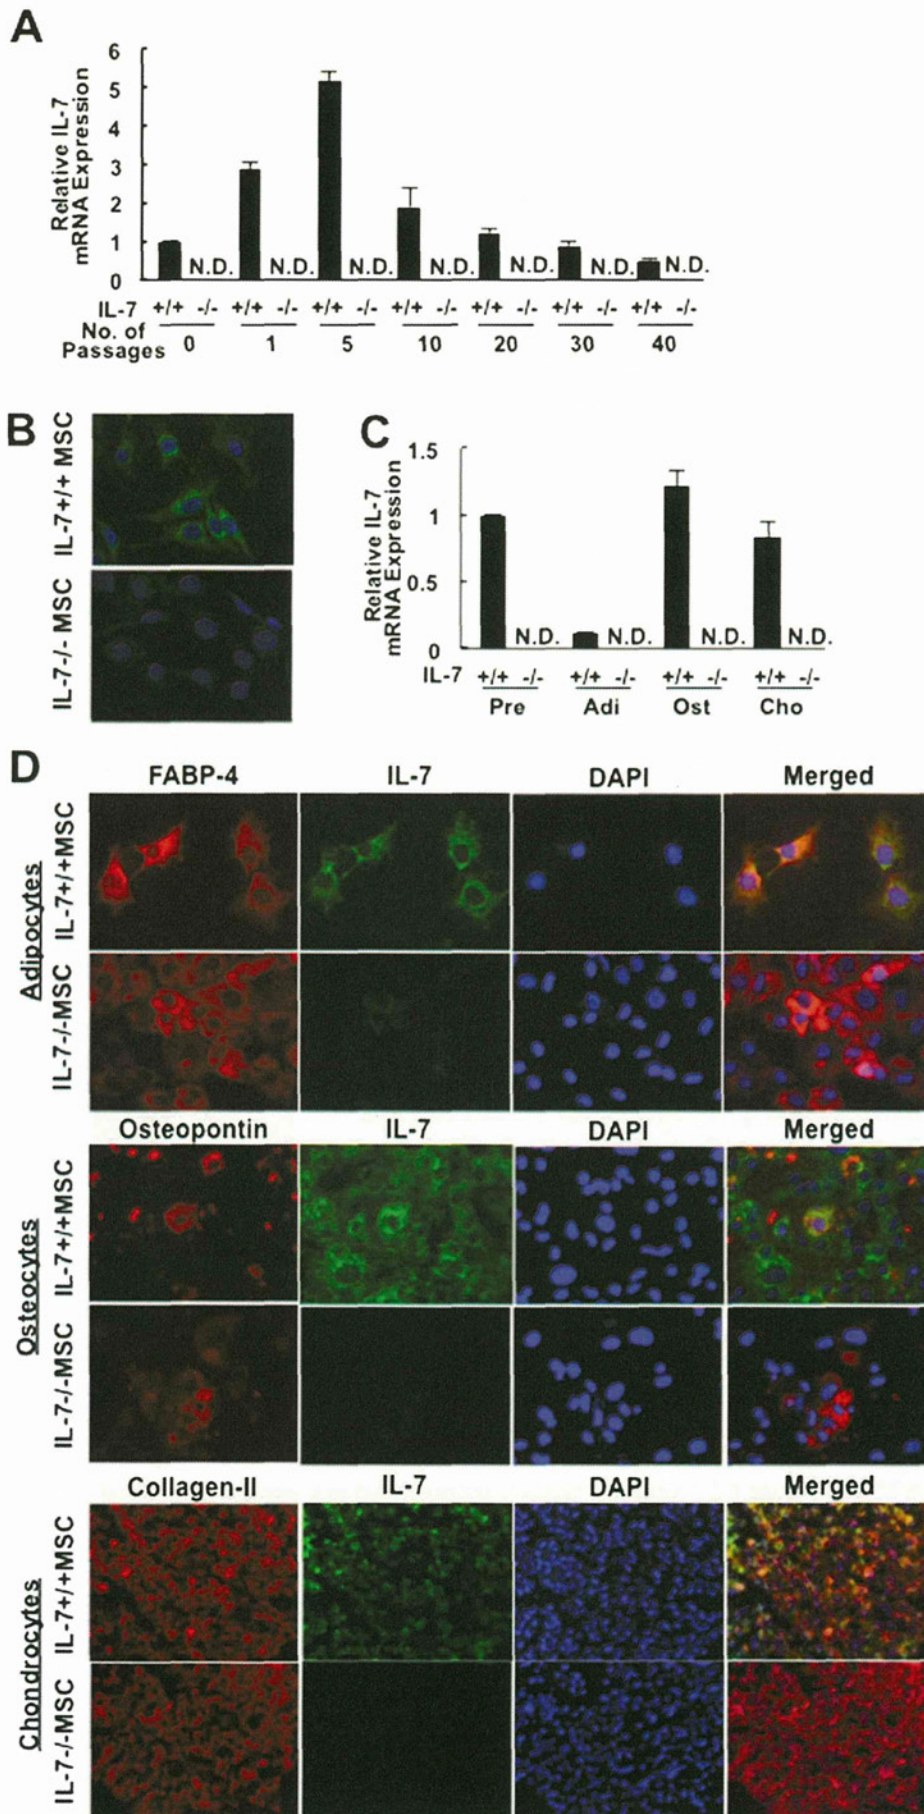 A
Relative IL-7
mRNA Expression
6
5
4
3
2
1
0
N.D. N.D. N.D. N.D. N.D. N.D. N.D.
IL-7 +/+ -/- +/+ -/- +/+ -/- +/+ -/- +/+ -/- +/+ -/- +/+ -/-
No. of
Passages 0 1 5 10 20 30 40
B
IL-7+/+ MSC
IL-7-/- MSC
C
Relative IL-7
mRNA Expression
1.5
1
0.5
0
N.D. N.D. N.D. N.D.
IL-7 +/+ -/- +/+ -/- +/+ -/- +/+ -/-
Pre Adi Ost Cho
D
FABP-4 IL-7 DAPI Merged
Adipocytes
IL-7+/+MSC
IL-7-/-MSC
Osteopontin IL-7 DAPI Merged
Osteocytes
IL-7+/+MSC
IL-7-/-MSC
Collagen-II IL-7 DAPI Merged
Chondrocytes
IL-7+/+MSC
IL-7-/-MSC